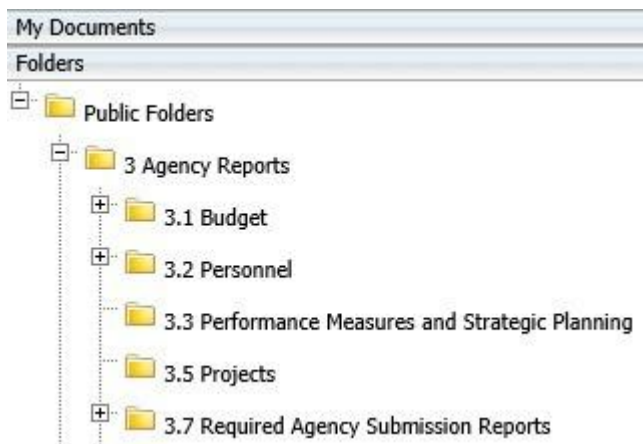 My Documents
Folders
Public Folders
3 Agency Reports
3.1 Budget
3.2 Personnel
3.3 Performance Measures and Strategic Planning
3.5 Projects
3.7 Required Agency Submission Reports